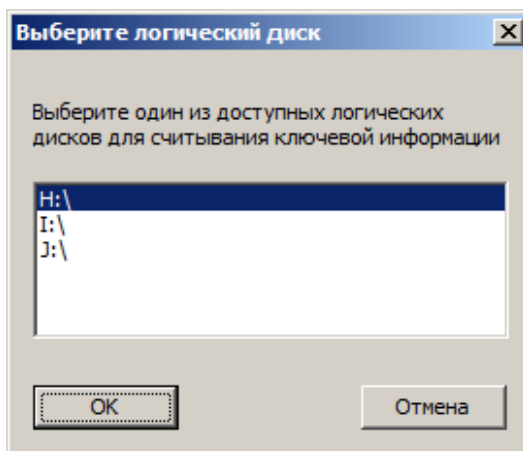 Выберите логический диск
Выберите один из доступных логических
дисков для считывания ключевой информации
H:\
I:\
J:\
OK
Отмена